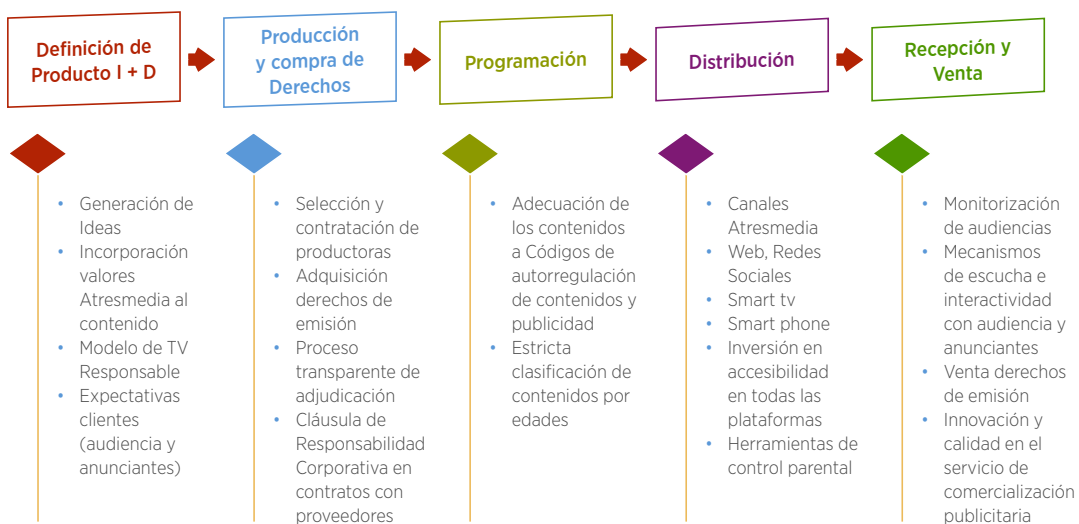 Definición de
Producto I + D
Producción
y compra de
Derechos
Programación
Distribución
Recepción y
Venta
• Generación de
Ideas
• Incorporación
valores
Atresmedia al
contenido
• Modelo de TV
Responsable
• Expectativas
clientes
(audiencia y
anunciantes)
• Selección y
contratación de
productoras
• Adquisición
derechos de
emisión
• Proceso
transparente de
adjudicación
• Cláusula de
Responsabilidad
Corporativa en
contratos con
proveedores
• Adecuación de
los contenidos
a Códigos de
autorregulación
de contenidos y
publicidad
• Estricta
clasificación de
contenidos por
edades
• Canales
Atresmedia
• Web, Redes
Sociales
• Smart tv
• Smart phone
• Inversión en
accesibilidad
en todas las
plataformas
• Herramientas de
control parental
• Monitorización
de audiencias
• Mecanismos
de escucha e
interactividad
con audiencia y
anunciantes
• Venta derechos
de emisión
• Innovación y
calidad en el
servicio de
comercialización
publicitaria